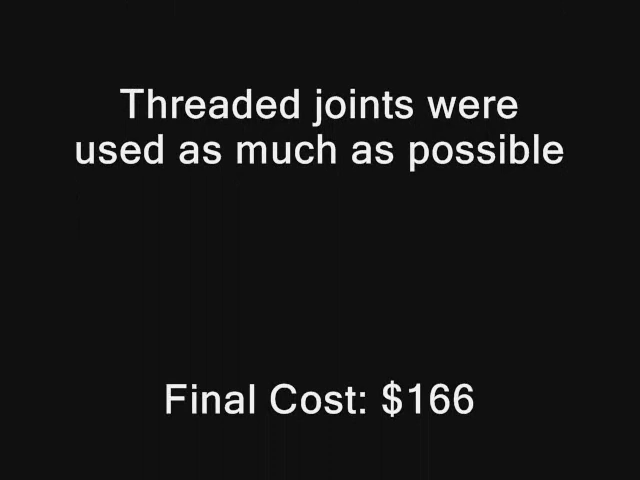 Threaded joints were
used as much as possible
Final Cost: $166